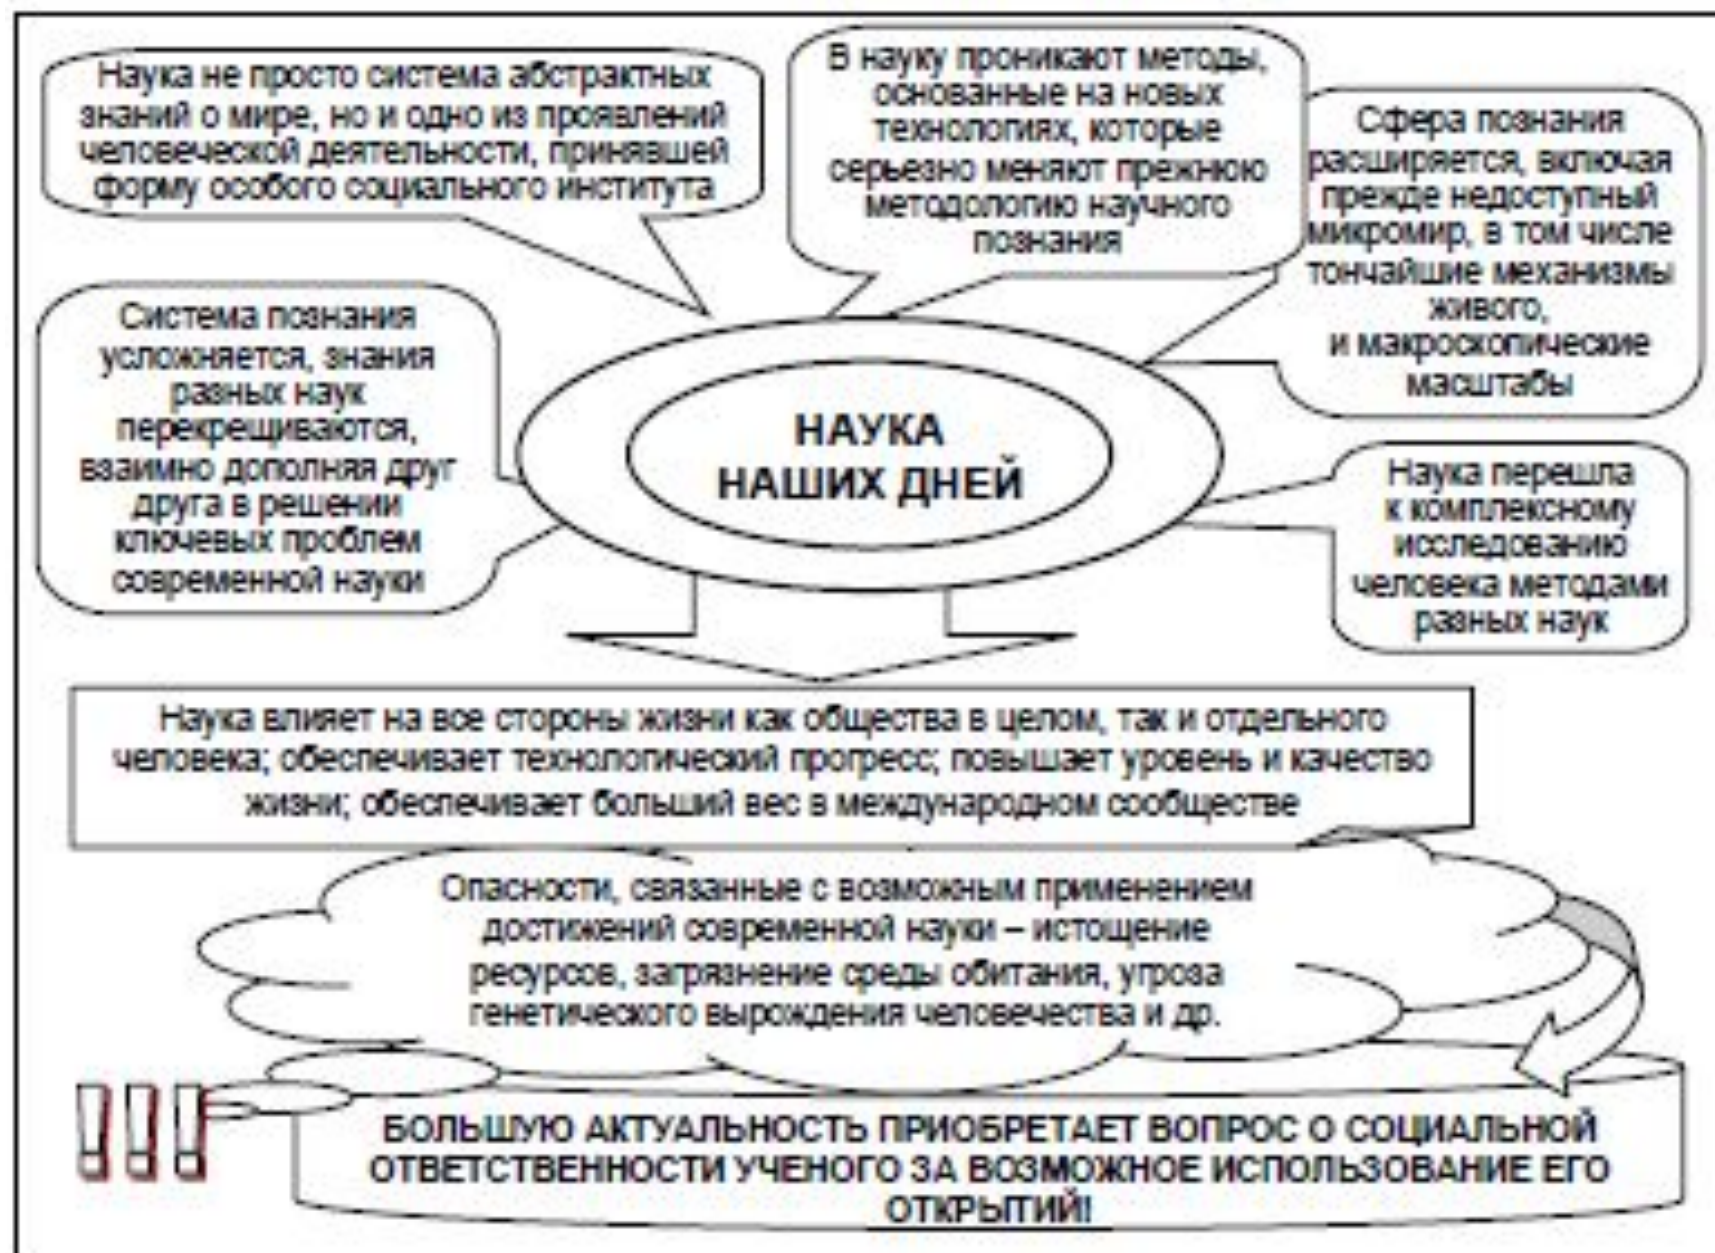 Наука не просто система абстрактных
знаний о мире, но и одно из проявлений
человеческой деятельности, принявшей
форму особого социального института
В науку проникают методы,
основанные на новых
технологиях, которые
серьезно меняют прежнюю
методологию научного
познания
Сфера познания
расширяется, включая
прежде недоступный
микромир, в том числе
тончайшие механизмы
живого,
и макроскопические
масштабы
Система познания
усложняется, знания
разных наук
перекрещиваются,
взаимно дополняя друг
друга в решении
ключевых проблем
современной науки
НАУКА
НАШИХ ДНЕЙ
Наука перешла
к комплексному
исследованию
человека методами
разных наук
Наука влияет на все стороны жизни как общества в целом, так и отдельного
человека; обеспечивает технологический прогресс; повышает уровень и качество
жизни; обеспечивает больший вес в международном сообществе
Опасности, связанные с возможным применением
достижений современной науки – истощение
ресурсов, загрязнение среды обитания, угроза
генетического вырождения человечества и др.
!!!
БОЛЬШУЮ АКТУАЛЬНОСТЬ ПРИОБРЕТАЕТ ВОПРОС О СОЦИАЛЬНОЙ
ОТВЕТСТВЕННОСТИ УЧЕНОГО ЗА ВОЗМОЖНОЕ ИСПОЛЬЗОВАНИЕ ЕГО
ОТКРЫТИЙ!